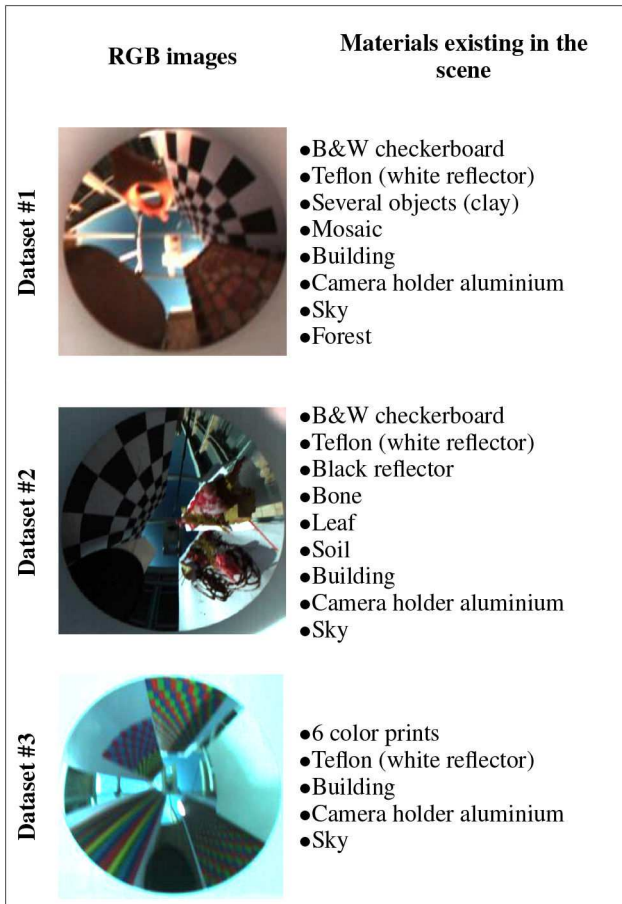 RGB images
Materials existing in the
scene
Dataset #1
●B&W checkerboard
●Teflon (white reflector)
●Several objects (clay)
●Mosaic
●Building
●Camera holder aluminium
●Sky
●Forest
Dataset #2
●B&W checkerboard
●Teflon (white reflector)
●Black reflector
●Bone
●Leaf
●Soil
●Building
●Camera holder aluminium
●Sky
Dataset #3
●6 color prints
●Teflon (white reflector)
●Building
●Camera holder aluminium
●Sky